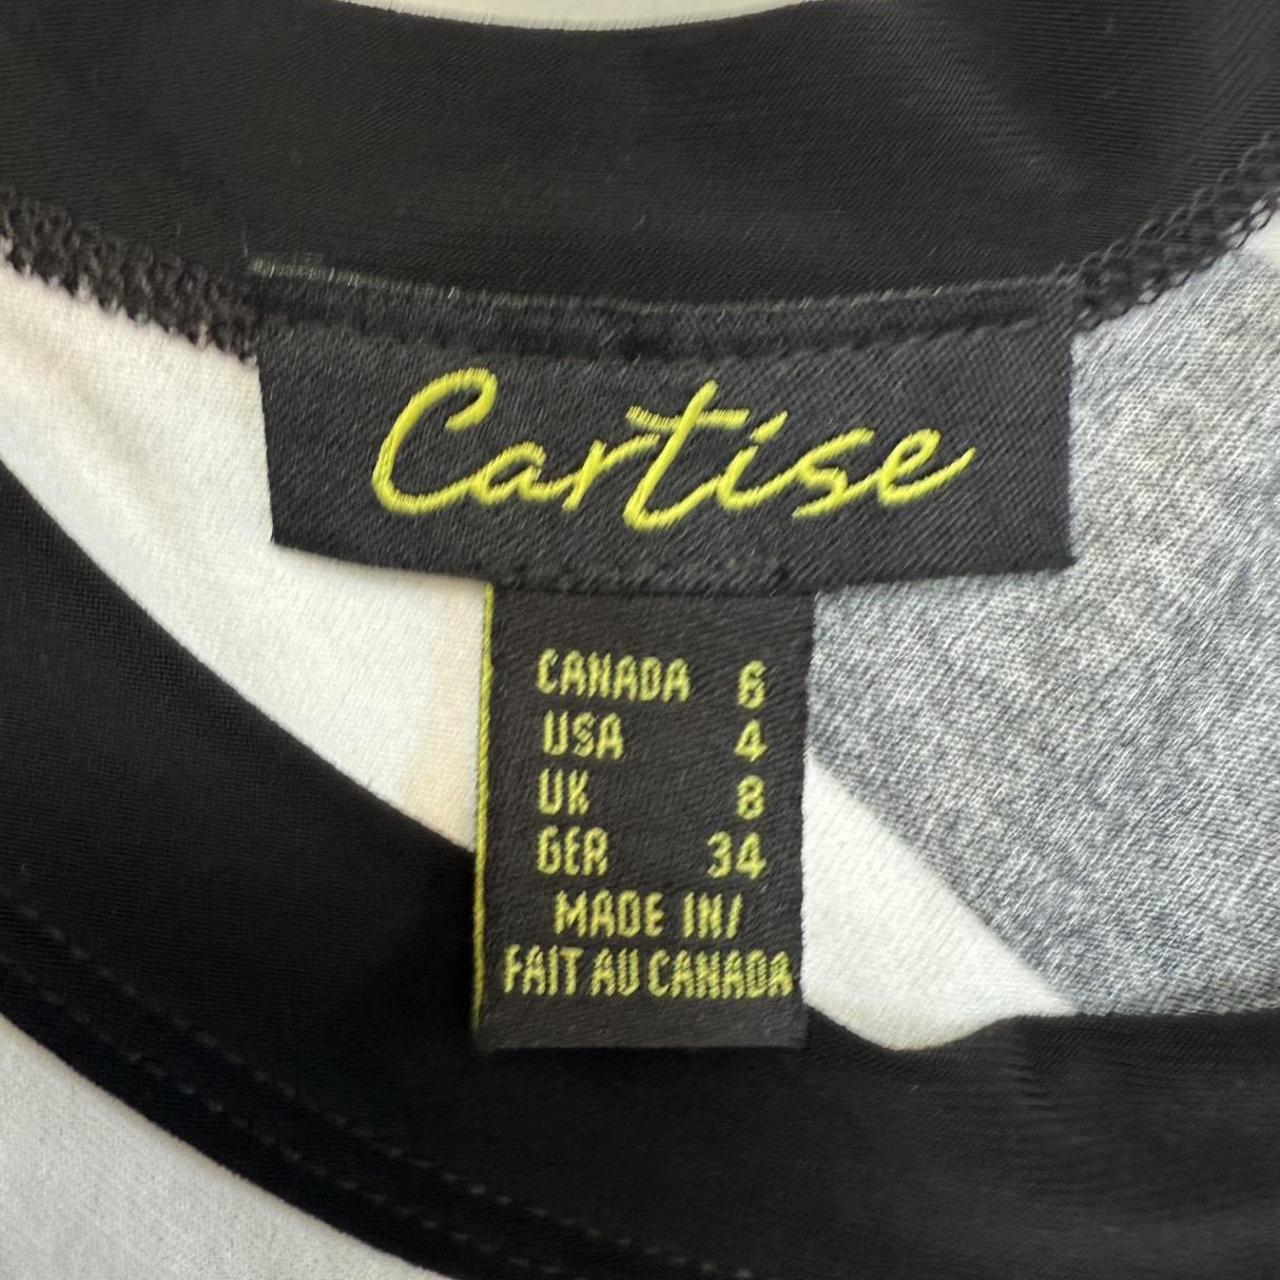 Cartise
CANADA 6
USA 4
UK 8
GER 34
MADE IN/
FAIT AU CANADA